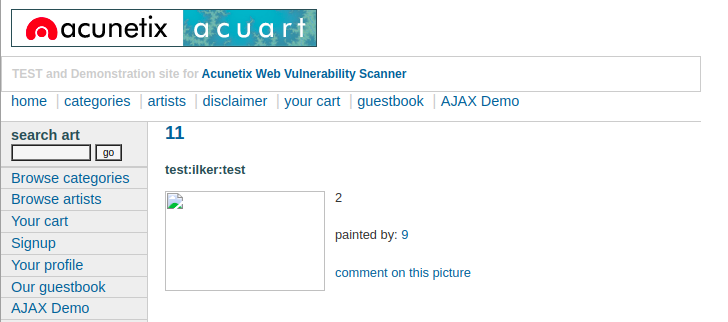 acunetix acuart
TEST and Demonstration site for Acunetix Web Vulnerability Scanner
home | categories | artists | disclaimer | your cart | guestbook | AJAX Demo
search art
go
Browse categories
Browse artists
Your cart
Signup
Your profile
Our guestbook
AJAX Demo
11
test:ilker:test
2
painted by: 9
comment on this picture